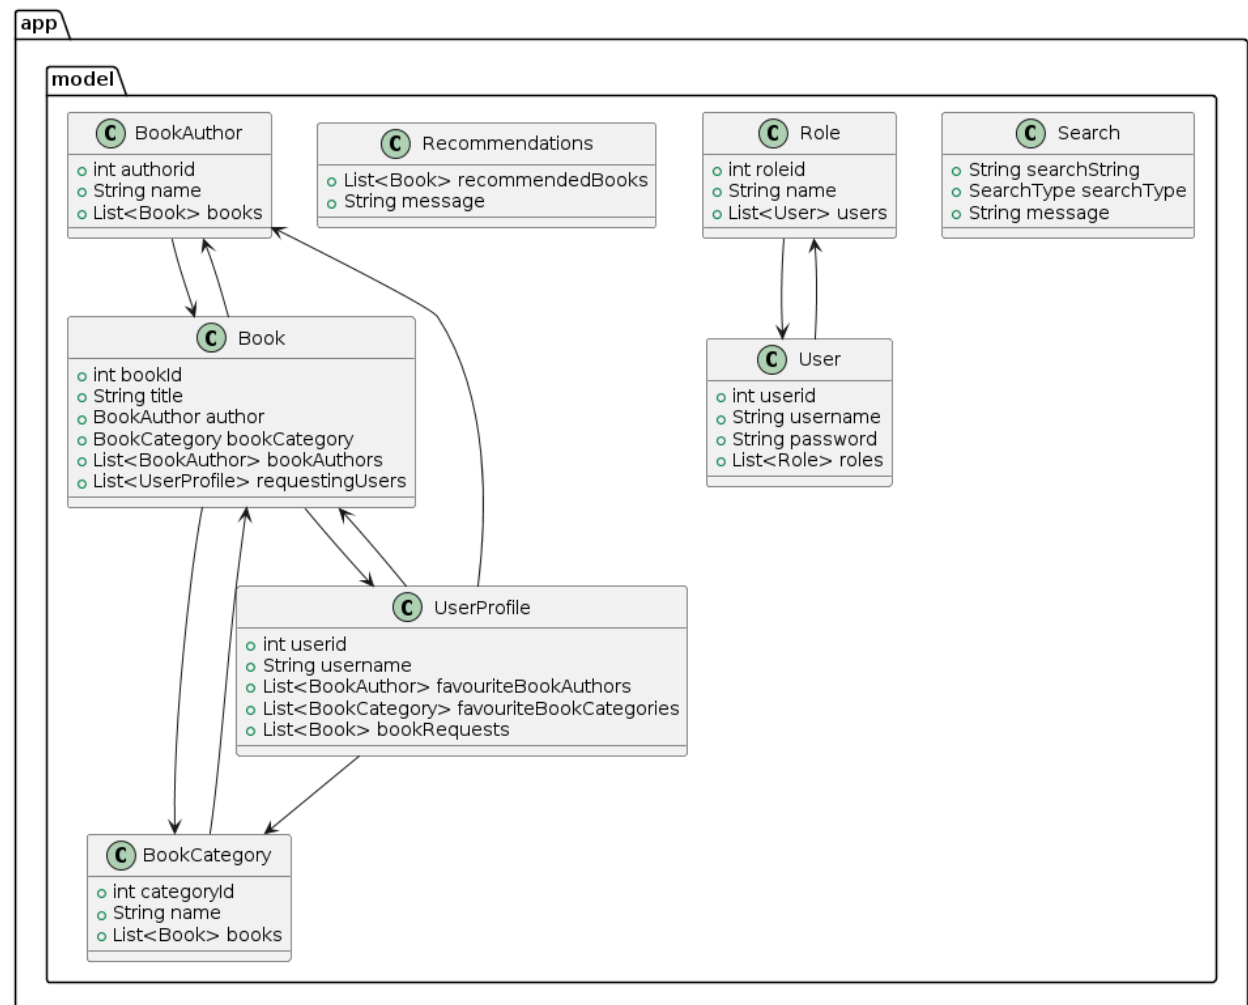 app
model
C BookAuthor
int authorid
String name
List<Book> books
C Recommendations
List<Book> recommendedBooks
String message
C Role
int roleid
String name
List<User> users
C Search
String searchString
SearchType searchType
String message
C Book
int bookId
String title
BookAuthor author
BookCategory bookCategory
List<BookAuthor> bookAuthors
List<UserProfile> requestingUsers
C User
int userid
String username
String password
List<Role> roles
C UserProfile
int userid
String username
List<BookAuthor> favouriteBookAuthors
List<BookCategory> favouriteBookCategories
List<Book> bookRequests
C BookCategory
int categoryId
String name
List<Book> books